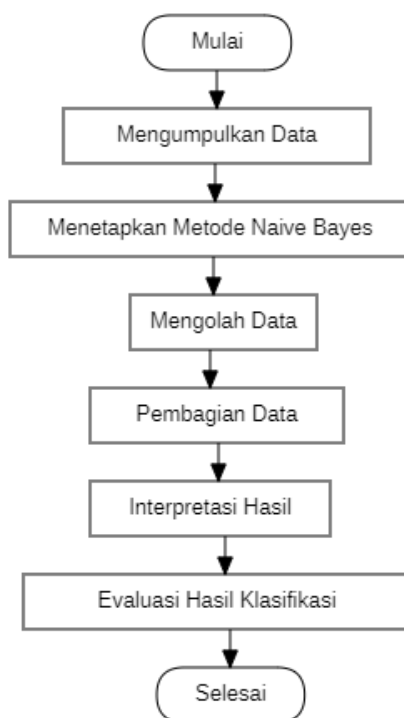 Mulai
Mengumpulkan Data
Menetapkan Metode Naive Bayes
Mengolah Data
Pembagian Data
Interpretasi Hasil
Evaluasi Hasil Klasifikasi
Selesai